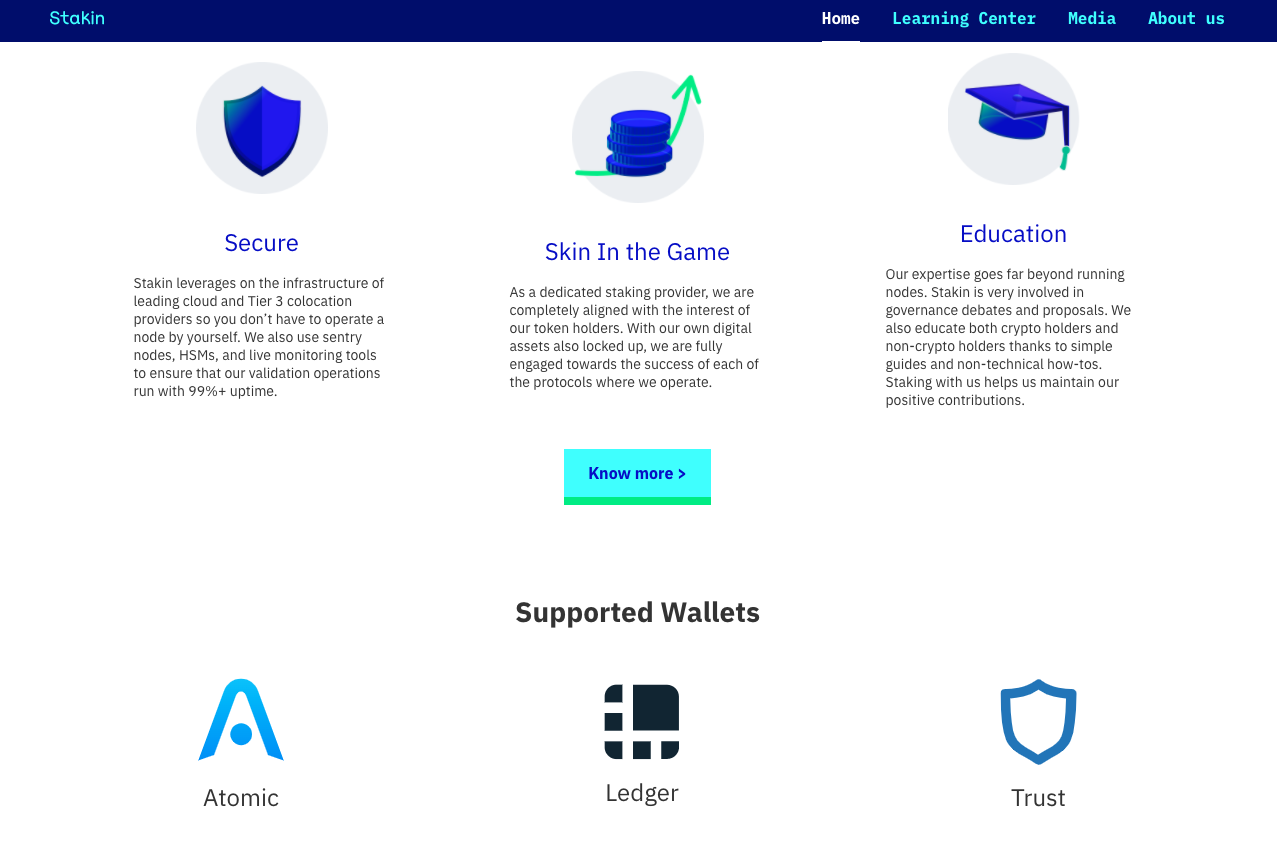 Stakin
Home
Learning Center
Media
About us
Secure
Stakin leverages on the infrastructure of
leading cloud and Tier 3 colocation
providers so you don’t have to operate a
node by yourself. We also use sentry
nodes, HSMs, and live monitoring tools
to ensure that our validation operations
run with 99%+ uptime.
Skin In the Game
As a dedicated staking provider, we are
completely aligned with the interest of
our token holders. With our own digital
assets also locked up, we are fully
engaged towards the success of each of
the protocols where we operate.
Education
Our expertise goes far beyond running
nodes. Stakin is very involved in
governance debates and proposals. We
also educate both crypto holders and
non-crypto holders thanks to simple
guides and non-technical how-tos.
Staking with us helps us maintain our
positive contributions.
Know more >
Supported Wallets
Atomic
Ledger
Trust